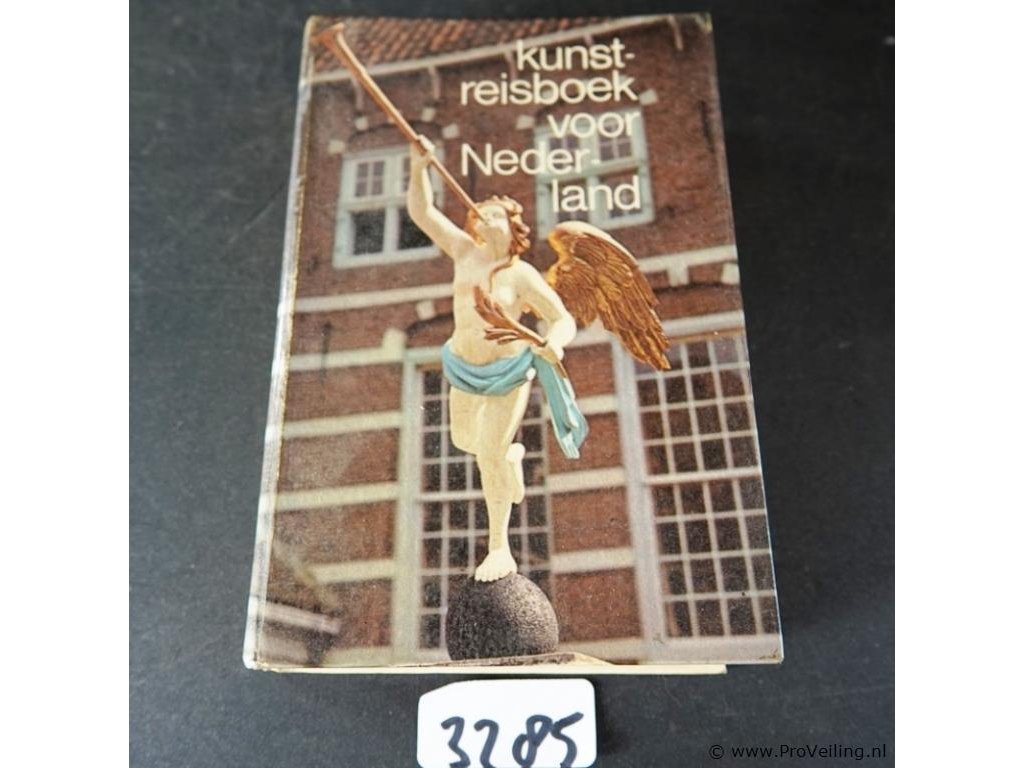 kunst-
reisboek
voor
Neder-
land
3285
© www.ProVeiling.nl